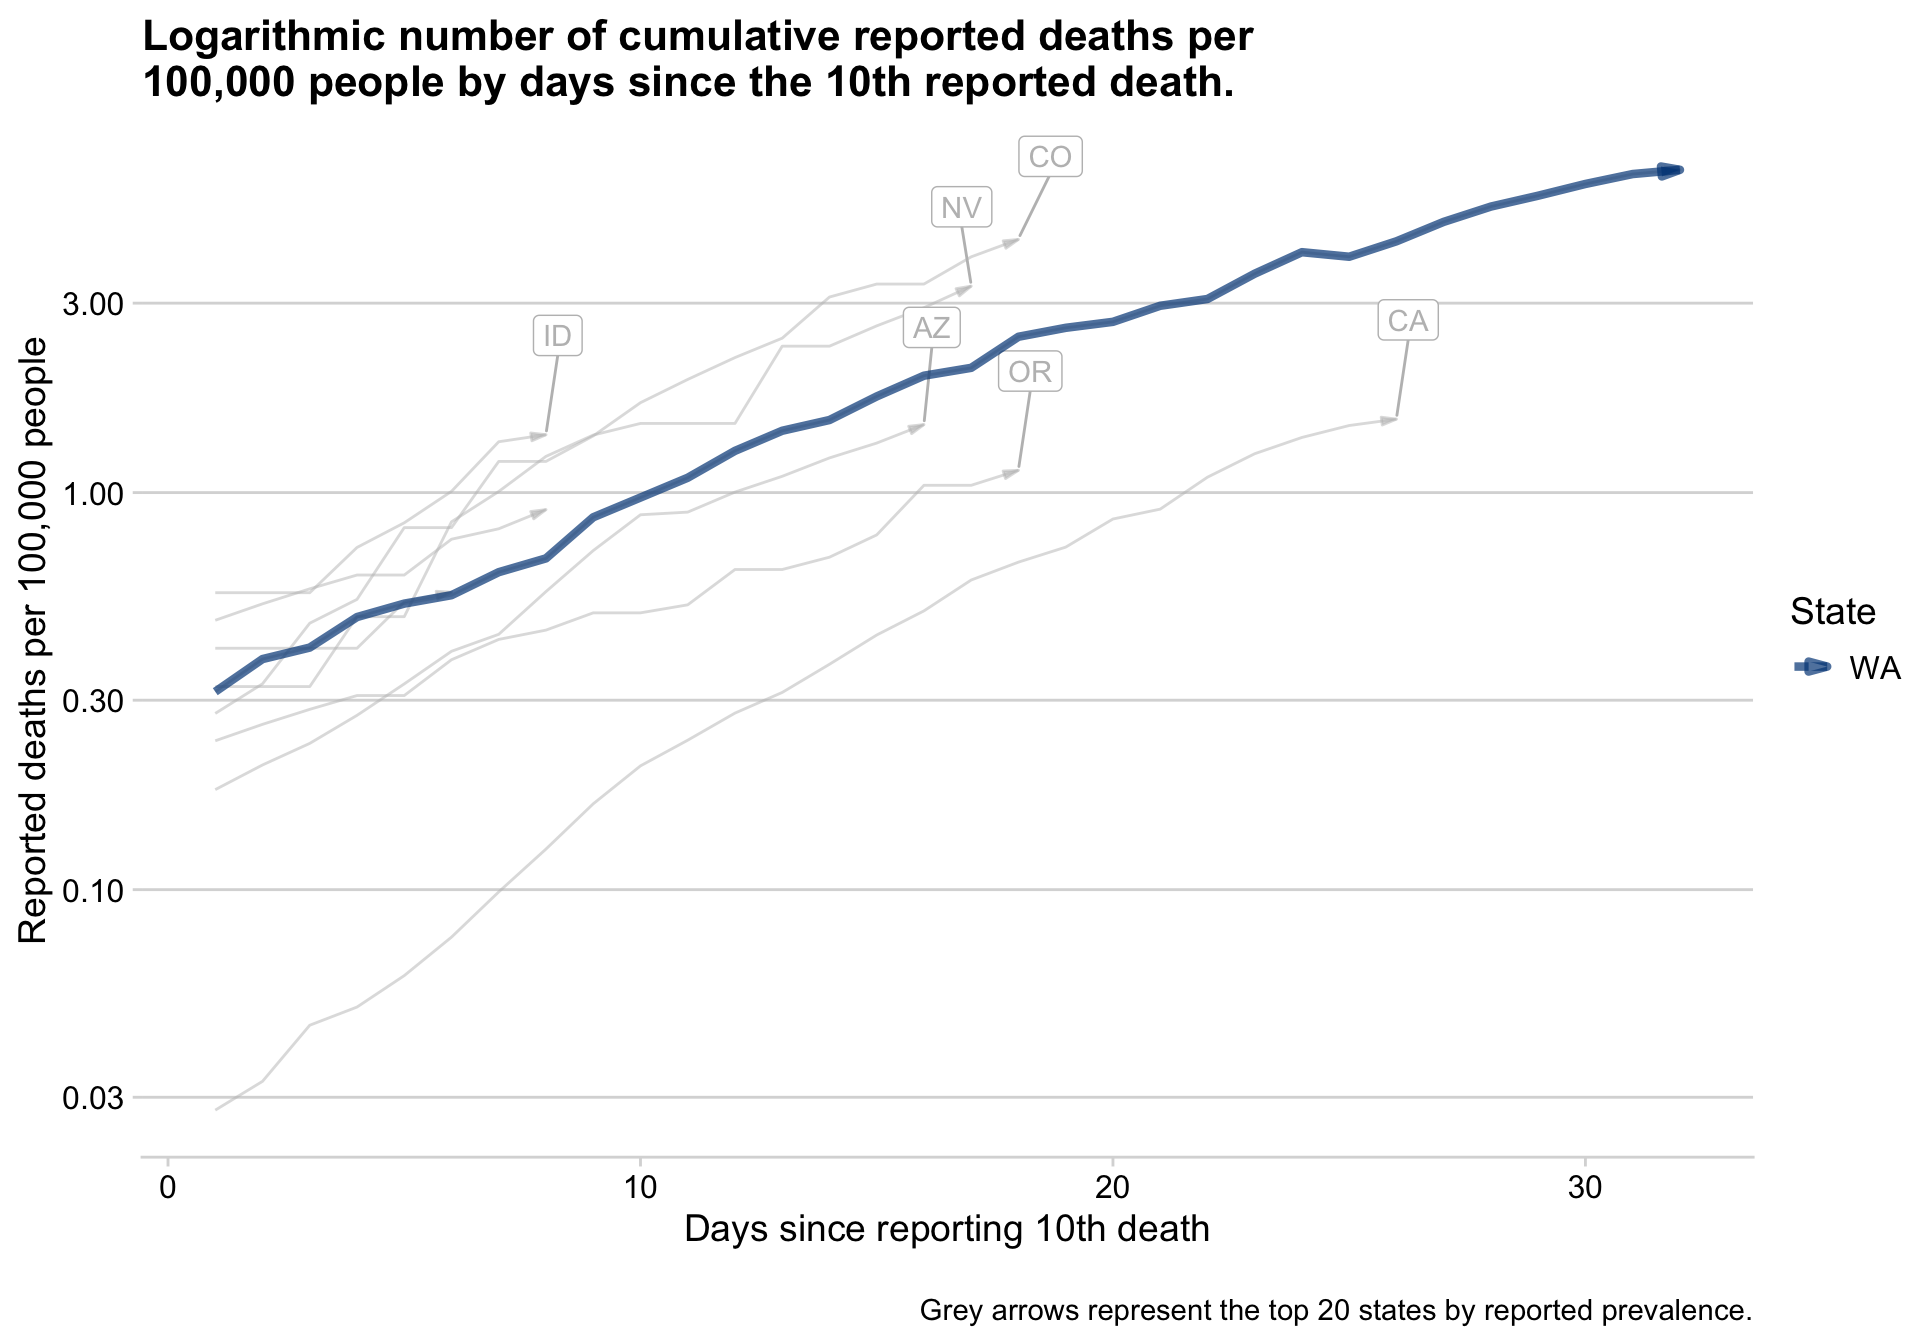 Logarithmic number of cumulative reported deaths per
100,000 people by days since the 10th reported death.
CO
NV
3.00
ID
AZ
CA
OR
1.00
0.30
0.10
0.03
Reported deaths per 100,000 people
State
WA
0 10 20 30
Days since reporting 10th death
Grey arrows represent the top 20 states by reported prevalence.